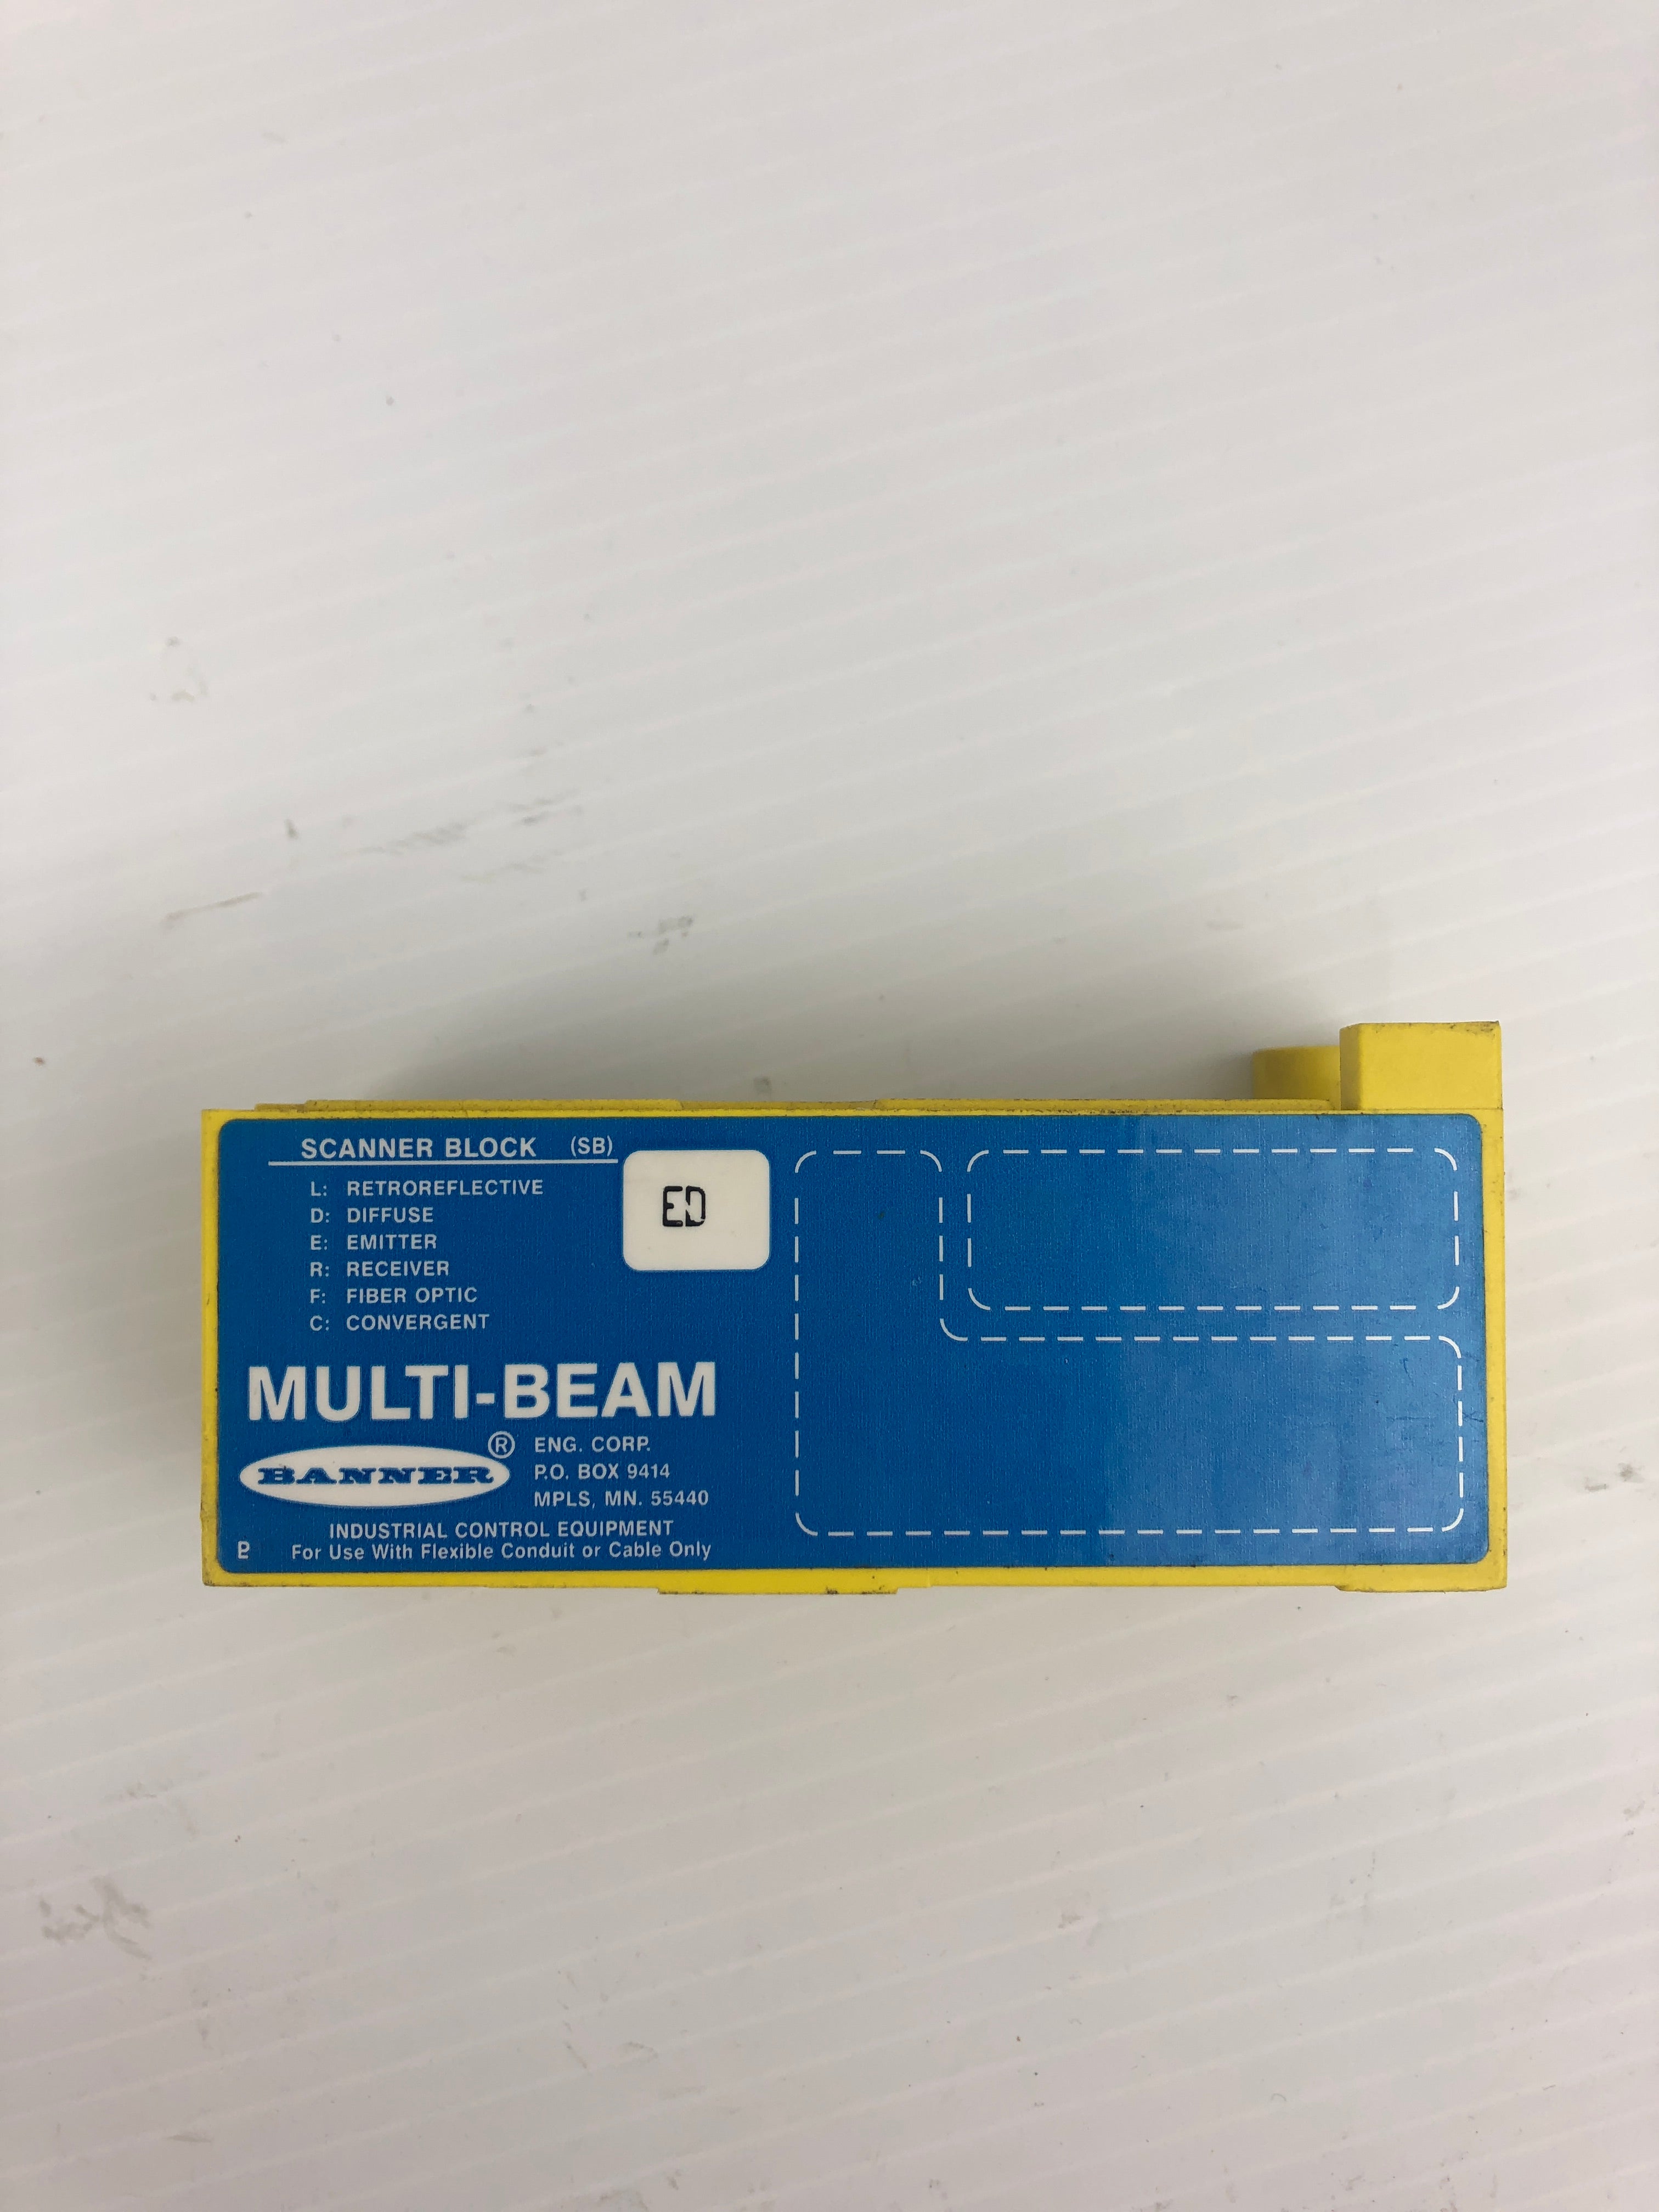 SCANNER BLOCK (SB)
L: RETROREFLECTIVE
D: DIFFUSE
E: EMITTER
R: RECEIVER
F: FIBER OPTIC
C: CONVERGENT
ED
MULTI-BEAM
BANNER®
ENG. CORP.
P.O. BOX 9414
MPLS, MN. 55440
INDUSTRIAL CONTROL EQUIPMENT
For Use With Flexible Conduit or Cable Only